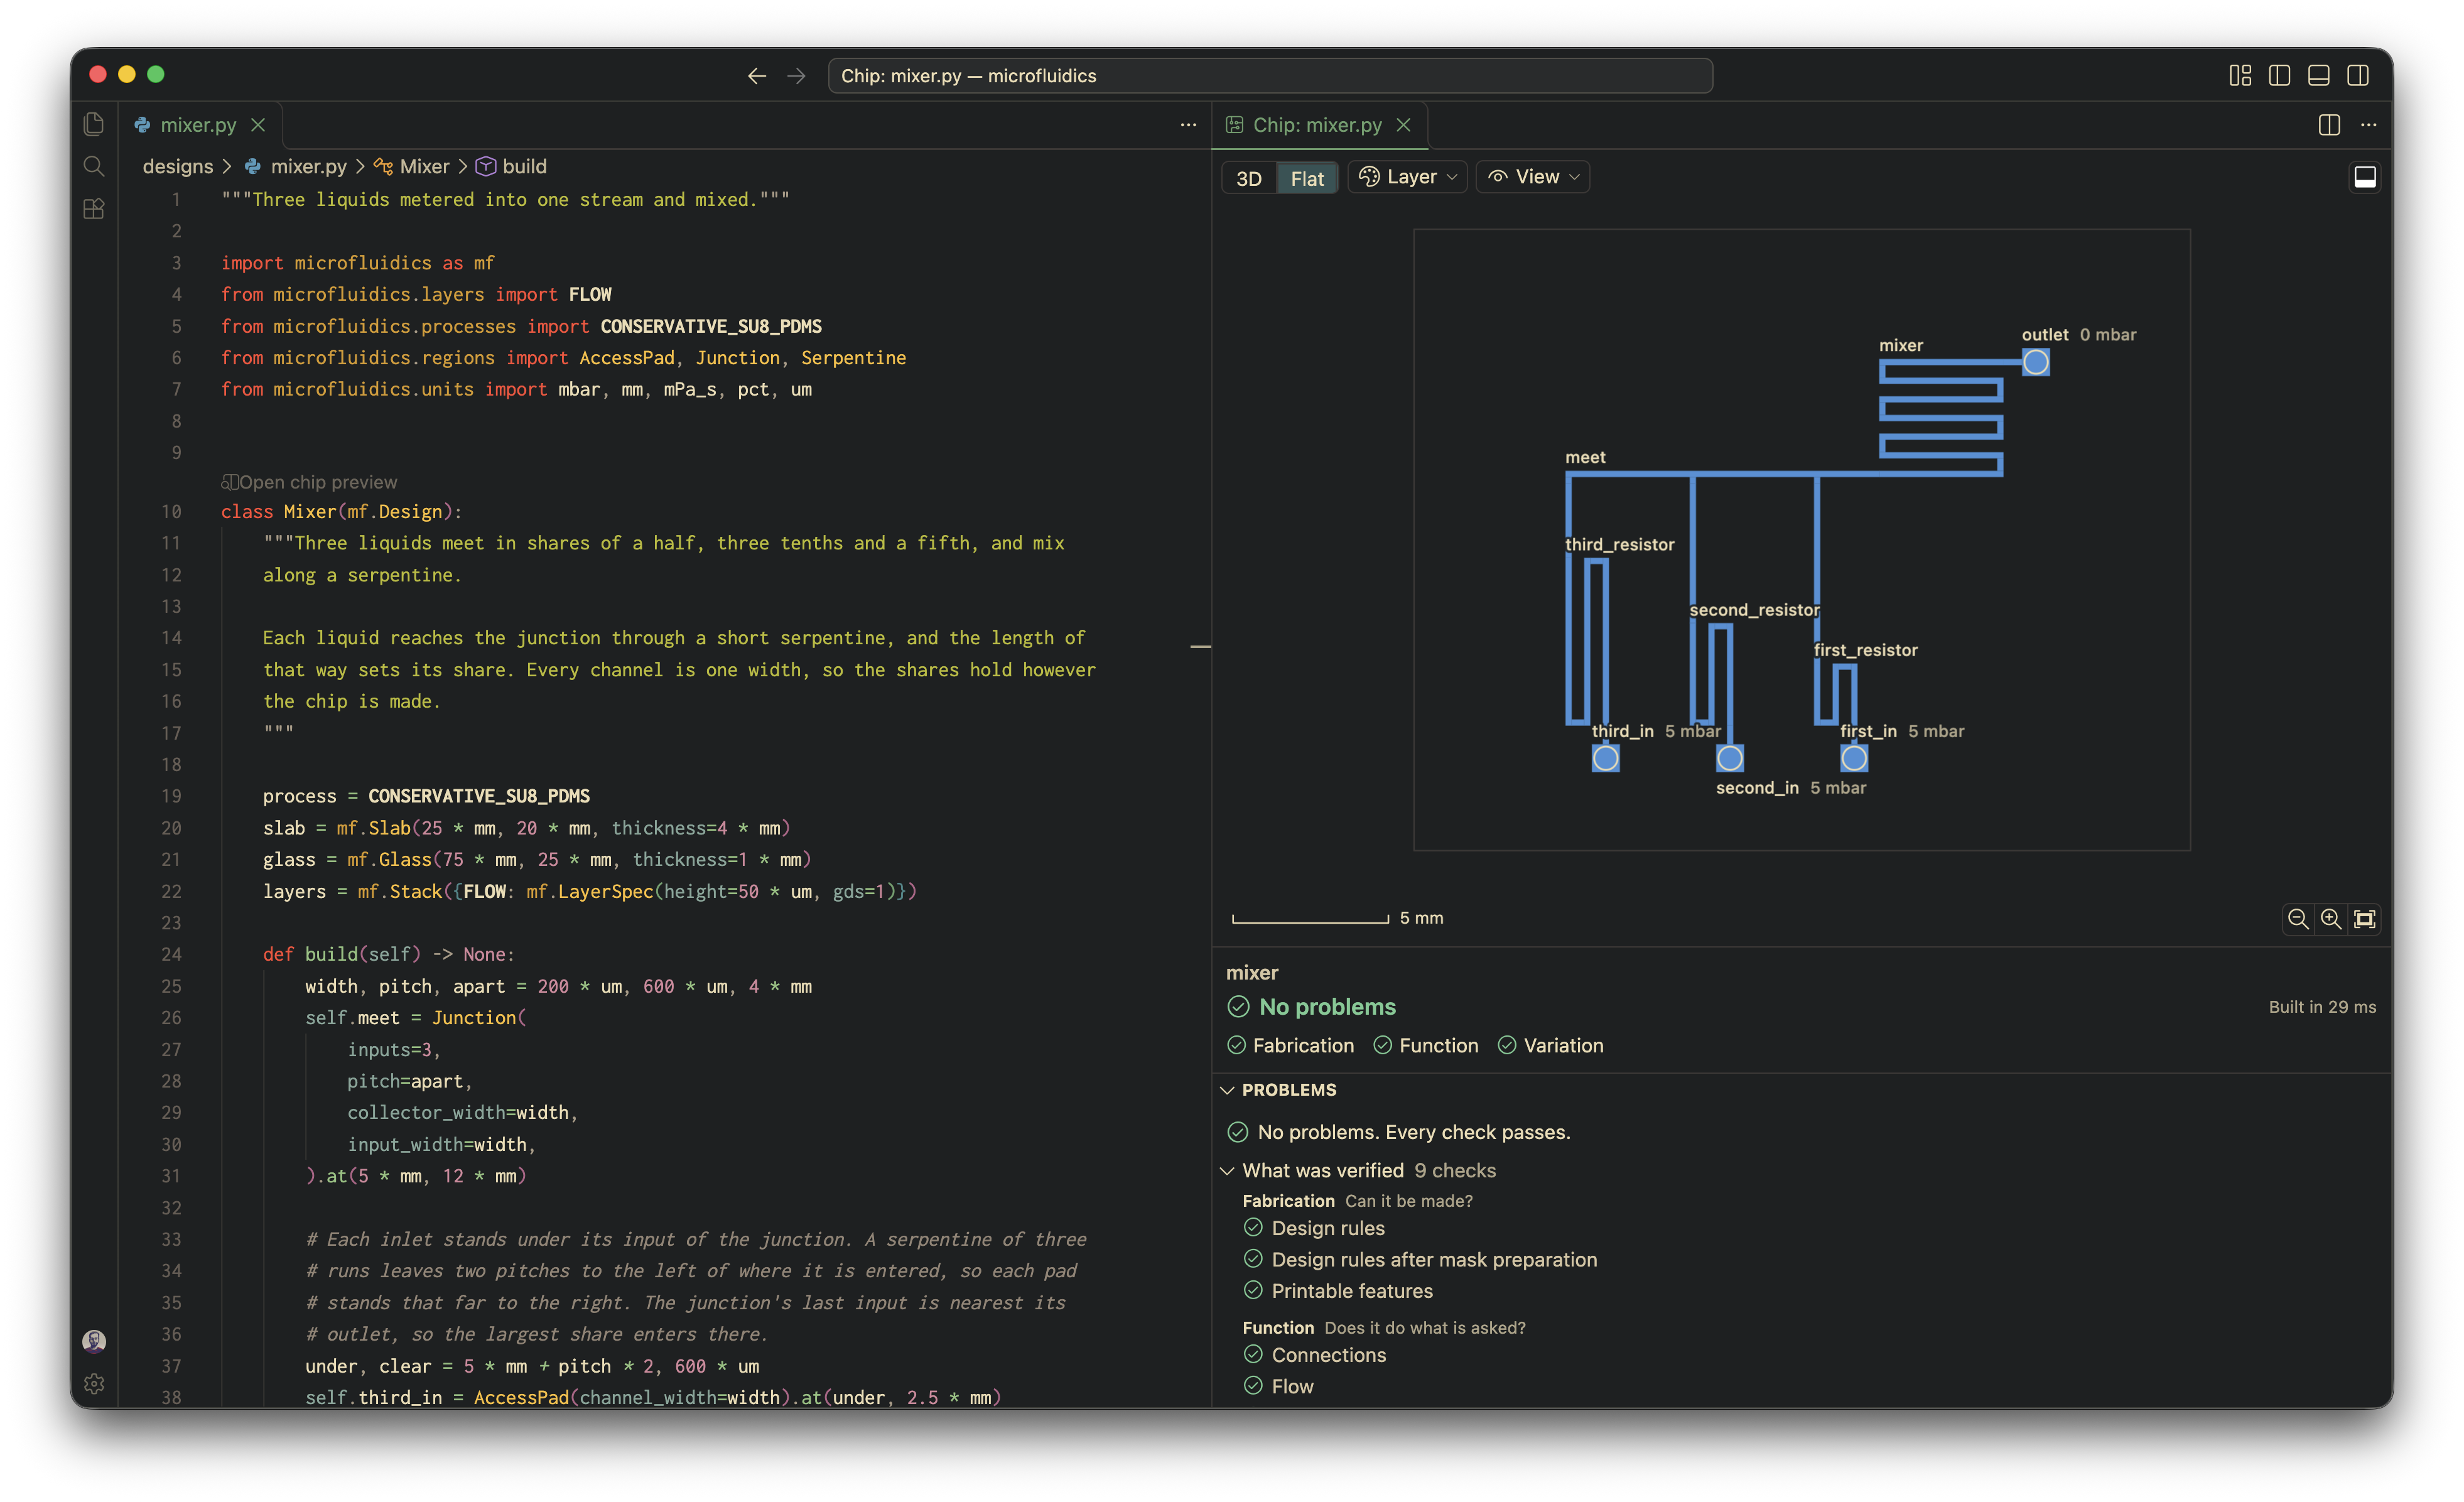 Chip: mixer.py — microfluidics
mixer.py
designs > mixer.py > Mixer > build
1 """Three liquids metered into one stream and mixed."""
2
3 import microfluidics as mf
4 from microfluidics.layers import FLOW
5 from microfluidics.processes import CONSERVATIVE_SU8_PDMS
6 from microfluidics.regions import AccessPad, Junction, Serpentine
7 from microfluidics.units import mbar, mm, mPa_s, pct, um
8
9
Open chip preview
10 class Mixer(mf.Design):
11     """Three liquids meet in shares of a half, three tenths and a fifth, and mix
12     along a serpentine.
13
14     Each liquid reaches the junction through a short serpentine, and the length of
15     that way sets its share. Every channel is one width, so the shares hold however
16     the chip is made.
17     """
18
19     process = CONSERVATIVE_SU8_PDMS
20     slab = mf.Slab(25 * mm, 20 * mm, thickness=4 * mm)
21     glass = mf.Glass(75 * mm, 25 * mm, thickness=1 * mm)
22     layers = mf.Stack({FLOW: mf.LayerSpec(height=50 * um, gds=1)})
23
24     def build(self) -> None:
25         width, pitch, apart = 200 * um, 600 * um, 4 * mm
26         self.meet = Junction(
27             inputs=3,
28             pitch=apart,
29             collector_width=width,
30             input_width=width,
31         ).at(5 * mm, 12 * mm)
32
33         # Each inlet stands under its input of the junction. A serpentine of three
34         # runs leaves two pitches to the left of where it is entered, so each pad
35         # stands that far to the right. The junction's last input is nearest its
36         # outlet, so the largest share enters there.
37         under, clear = 5 * mm + pitch * 2, 600 * um
38         self.third_in = AccessPad(channel_width=width).at(under, 2.5 * mm)
Chip: mixer.py
3D Flat Layer View
outlet 0 mbar
mixer
meet
third_resistor
second_resistor
first_resistor
third_in 5 mbar
first_in 5 mbar
second_in 5 mbar
5 mm
mixer
No problems
Built in 29 ms
Fabrication Function Variation
PROBLEMS
No problems. Every check passes.
What was verified 9 checks
Fabrication Can it be made?
Design rules
Design rules after mask preparation
Printable features
Function Does it do what is asked?
Connections
Flow